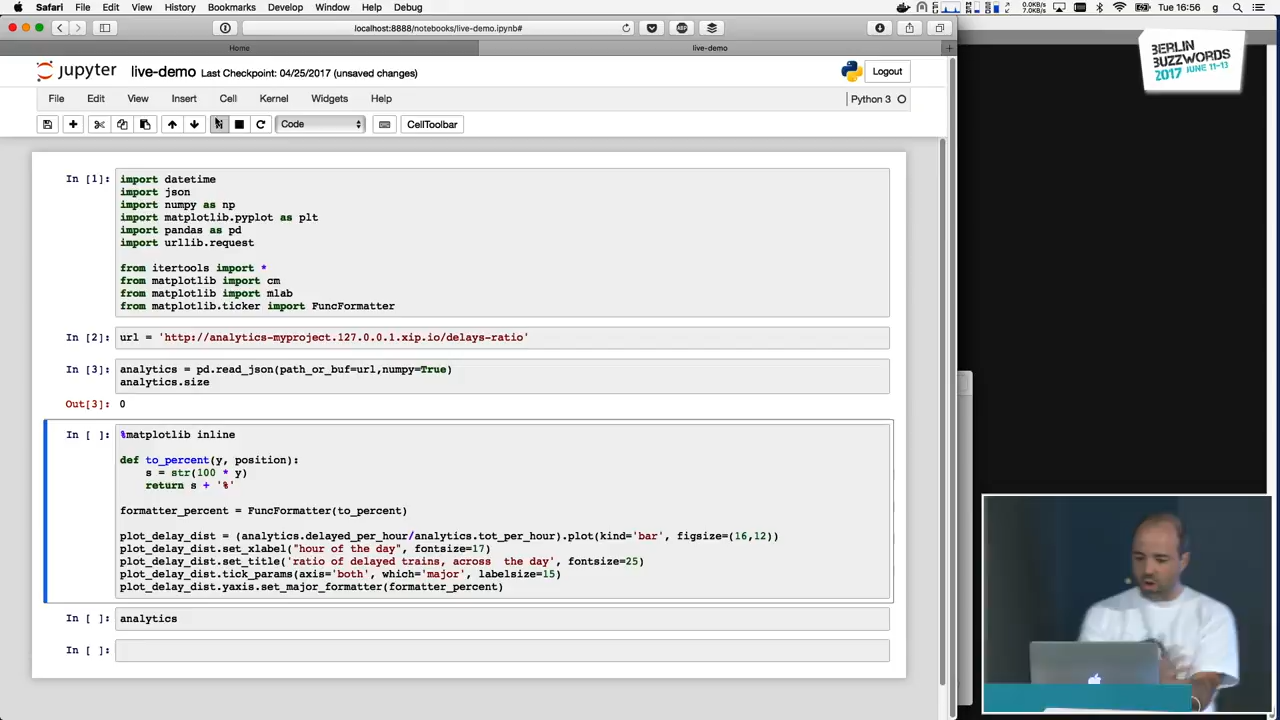 Safari File Edit View History Bookmarks Develop Window Help Debug
0.0KB/s
7.0KB/s
Tue 16:56 g
localhost:8888/notebooks/live-demo.ipynb#
Home
live-demo
BERLIN
BUZZWORDS
2017 JUNE 11-13
jupyter live-demo Last Checkpoint: 04/25/2017 (unsaved changes)
Logout
File Edit View Insert Cell Kernel Widgets Help
Python 3
Code
CellToolbar
In [1]: import datetime
import json
import numpy as np
import matplotlib.pyplot as plt
import pandas as pd
import urllib.request
from itertools import *
from matplotlib import cm
from matplotlib import mlab
from matplotlib.ticker import FuncFormatter
In [2]: url = 'http://analytics-myproject.127.0.0.1.xip.io/delays-ratio'
In [3]: analytics = pd.read_json(path_or_buf=url,numpy=True)
analytics.size
Out[3]: 0
In [ ]: %matplotlib inline
def to_percent(y, position):
s = str(100 * y)
return s + '%'
formatter_percent = FuncFormatter(to_percent)
plot_delay_dist = (analytics.delayed_per_hour/analytics.tot_per_hour).plot(kind='bar', figsize=(16,12))
plot_delay_dist.set_xlabel("hour of the day", fontsize=17)
plot_delay_dist.set_title('ratio of delayed trains, across  the day', fontsize=25)
plot_delay_dist.tick_params(axis='both', which='major', labelsize=15)
plot_delay_dist.yaxis.set_major_formatter(formatter_percent)
In [ ]: analytics
In [ ]: